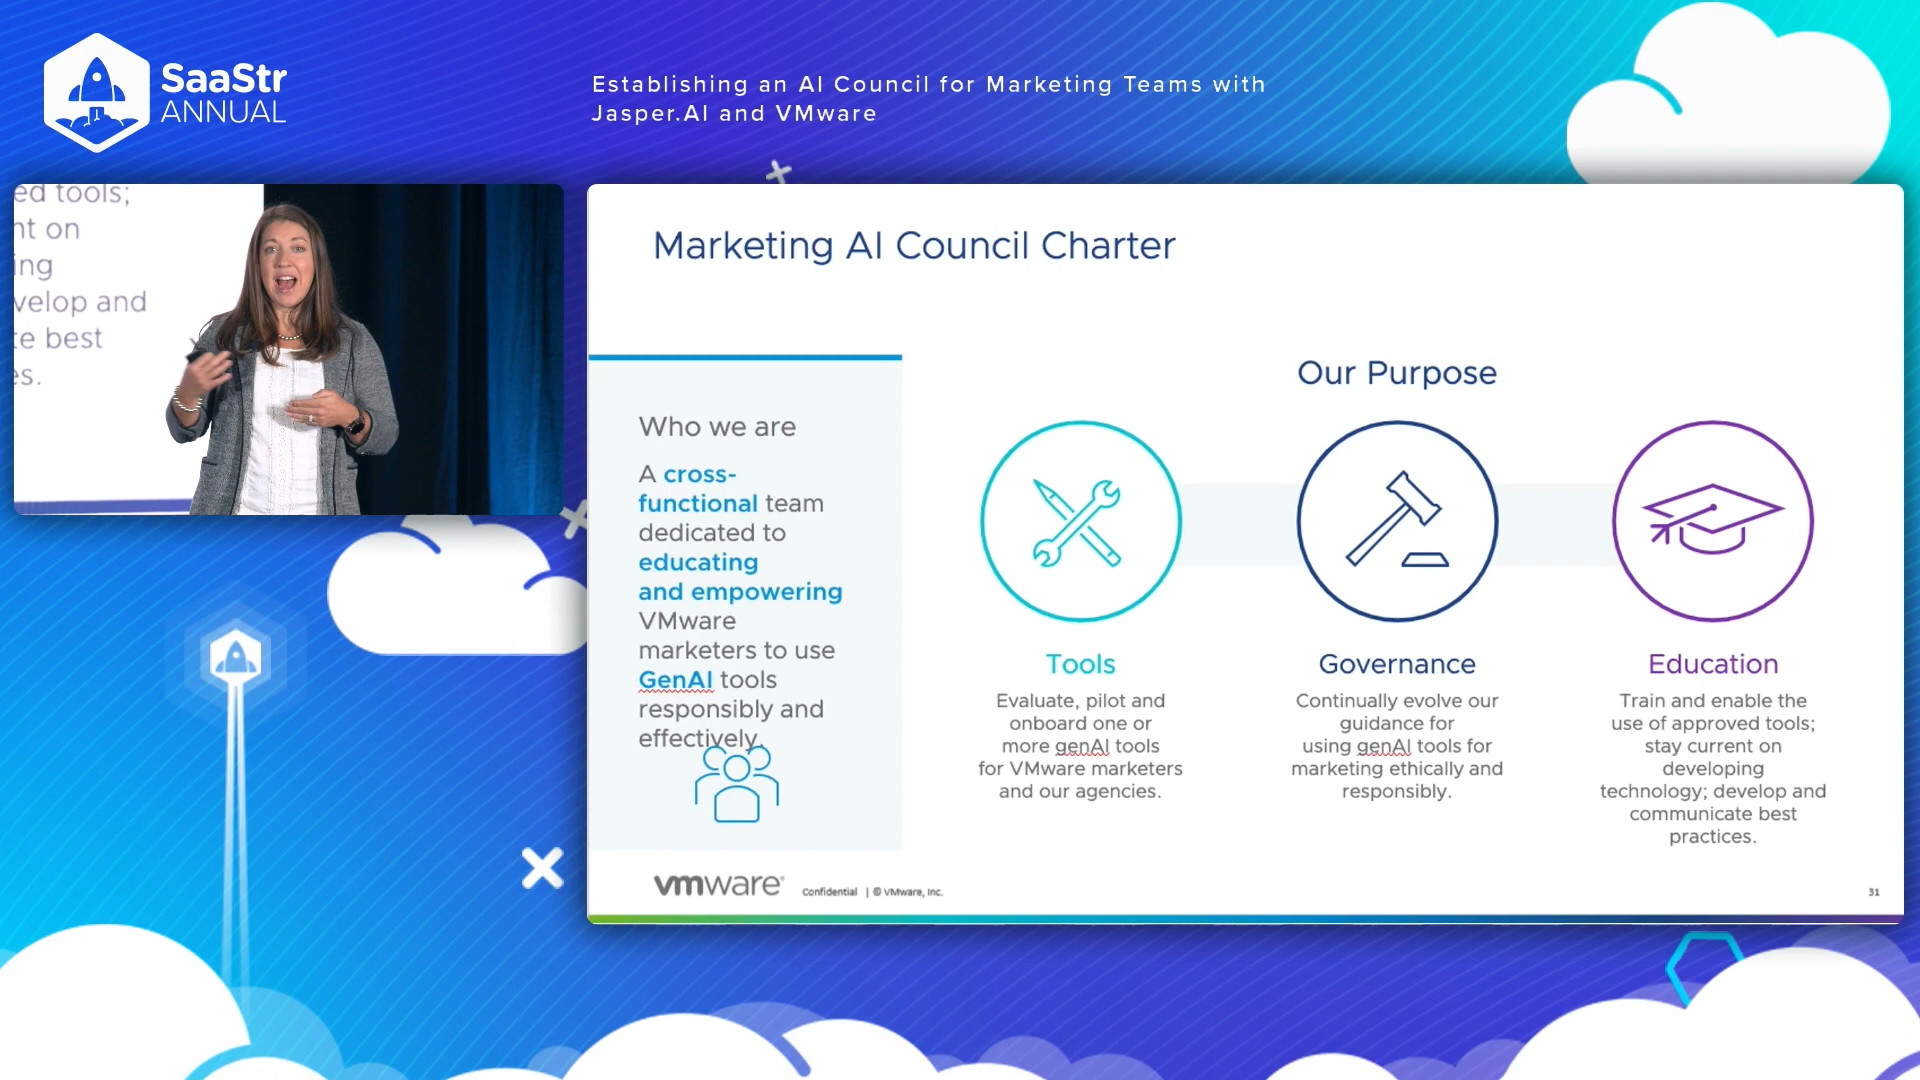 SaaStr
ANNUAL
Establishing an AI Council for Marketing Teams with
Jasper.AI and VMware
ed tools;
nt on
ing
velop and
te best
es.
Marketing AI Council Charter
Who we are
A cross-
functional team
dedicated to
educating
and empowering
VMware
marketers to use
GenAI tools
responsibly and
effectively.
Our Purpose
Tools
Evaluate, pilot and
onboard one or
more genAI tools
for VMware marketers
and our agencies.
Governance
Continually evolve our
guidance for
using genAI tools for
marketing ethically and
responsibly.
Education
Train and enable the
use of approved tools;
stay current on
developing
technology; develop and
communicate best
practices.
vmware®
Confidential | © VMware, Inc.
31